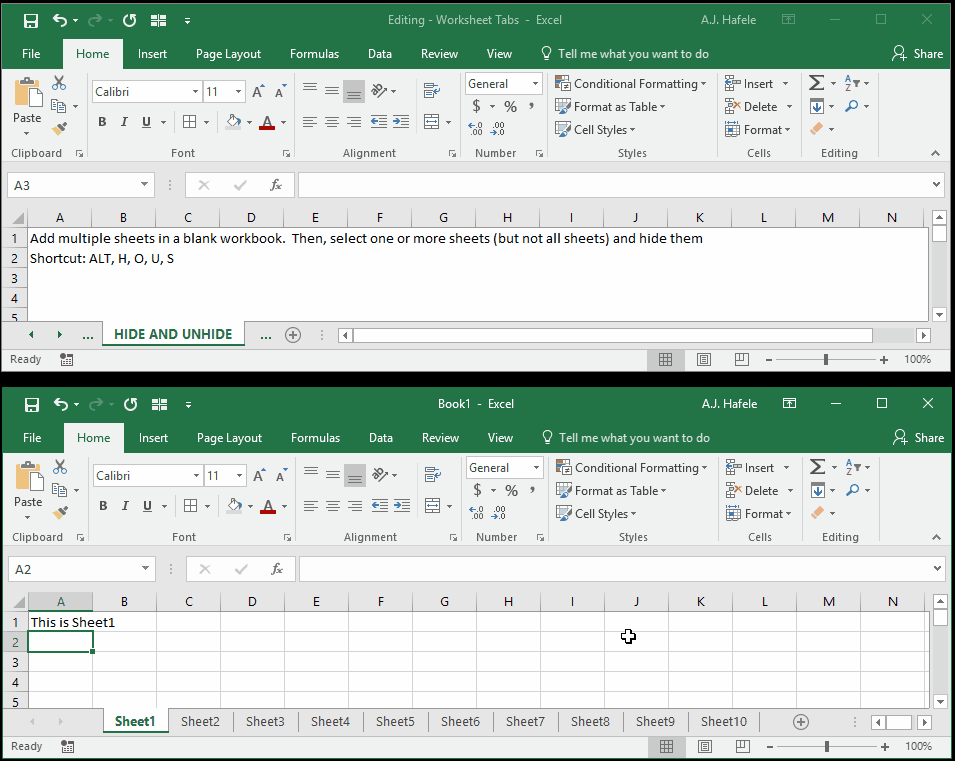 Editing - Worksheet Tabs - Excel A.J. Hafele
File Home Insert Page Layout Formulas Data Review View Tell me what you want to do Share
Calibri 11 General Conditional Formatting Insert
Paste B I U $ % , Format as Table Delete
Cell Styles Format
Clipboard Font Alignment Number Styles Cells Editing
A3 fx
A B C D E F G H I J K L M N
1 Add multiple sheets in a blank workbook. Then, select one or more sheets (but not all sheets) and hide them
2 Shortcut: ALT, H, O, U, S
3
4
5
... HIDE AND UNHIDE ...
Ready 100%
Book1 - Excel A.J. Hafele
File Home Insert Page Layout Formulas Data Review View Tell me what you want to do Share
Calibri 11 General Conditional Formatting Insert
Paste B I U $ % , Format as Table Delete
Cell Styles Format
Clipboard Font Alignment Number Styles Cells Editing
A2 fx
A B C D E F G H I J K L M N
1 This is Sheet1
2
3
4
5
Sheet1 Sheet2 Sheet3 Sheet4 Sheet5 Sheet6 Sheet7 Sheet8 Sheet9 Sheet10
Ready 100%